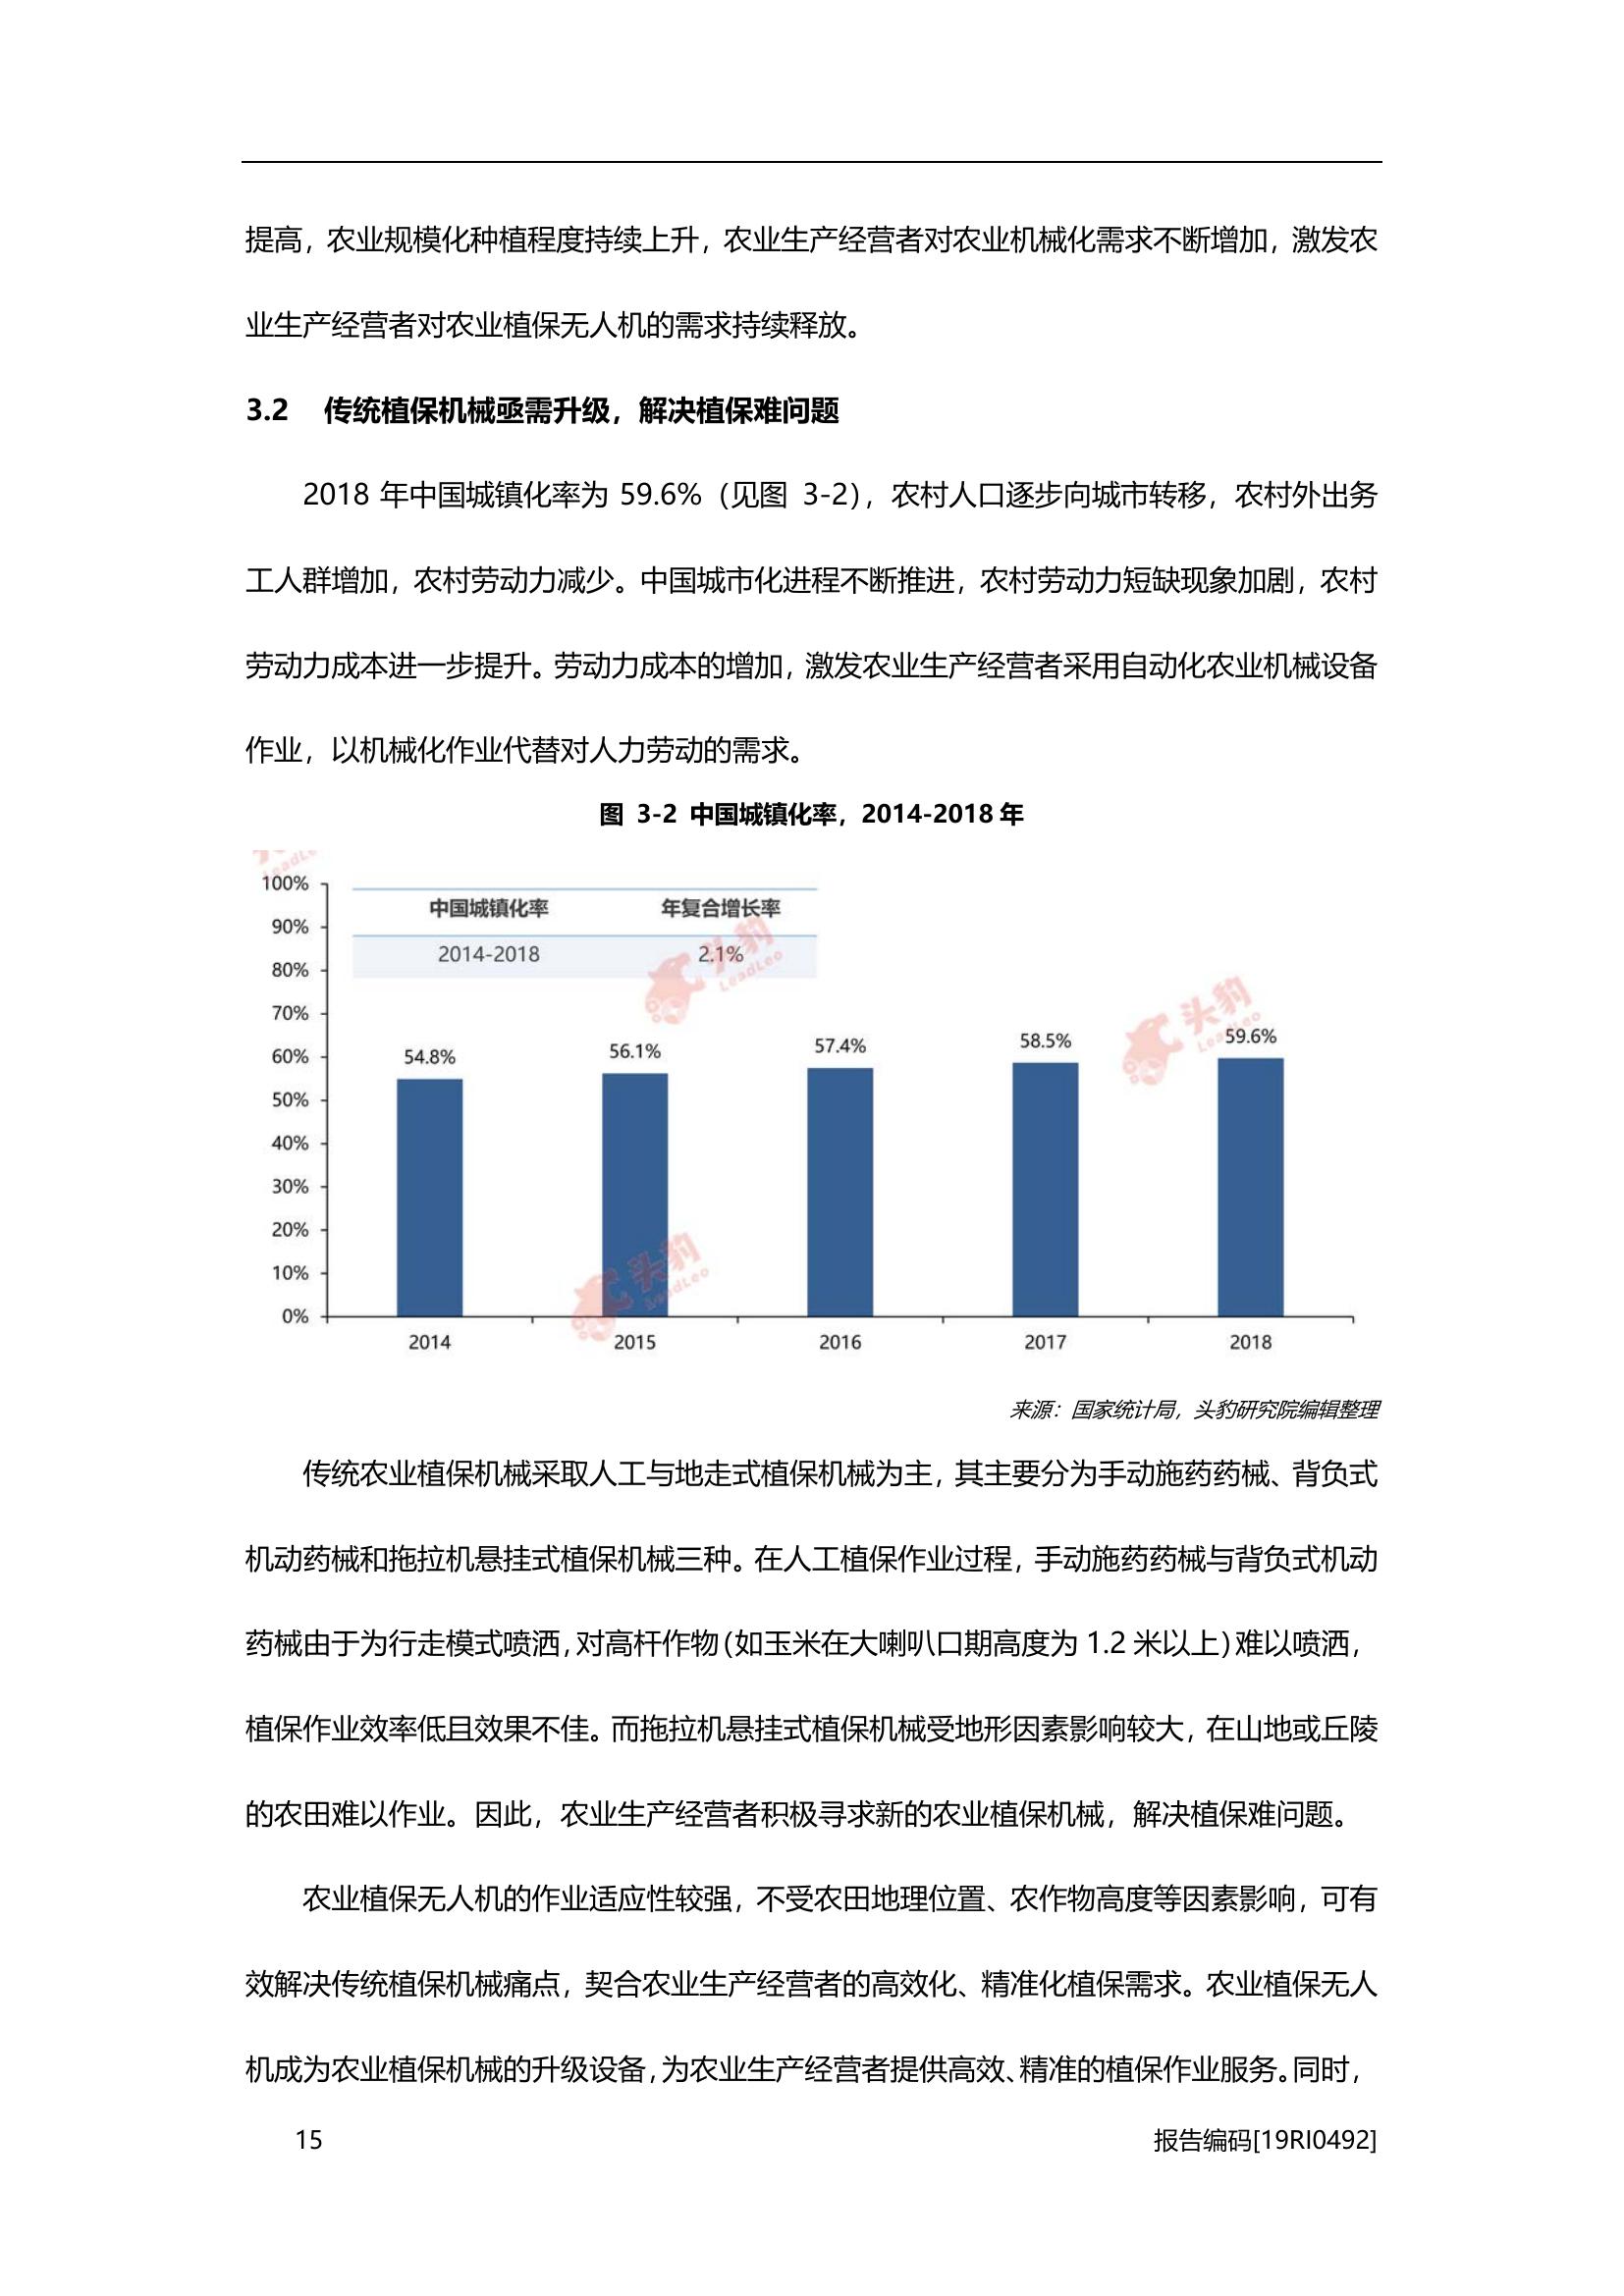 提高，农业规模化种植程度持续上升，农业生产经营者对农业机械化需求不断增加，激发农
业生产经营者对农业植保无人机的需求持续释放。
3.2 传统植保机械亟需升级，解决植保难问题
2018 年中国城镇化率为 59.6%（见图 3-2），农村人口逐步向城市转移，农村外出务
工人群增加，农村劳动力减少。中国城市化进程不断推进，农村劳动力短缺现象加剧，农村
劳动力成本进一步提升。劳动力成本的增加，激发农业生产经营者采用自动化农业机械设备
作业，以机械化作业代替对人力劳动的需求。
图 3-2 中国城镇化率，2014-2018 年
LeadLeo
100%
90%
80%
70%
60%
50%
40%
30%
20%
10%
0%
中国城镇化率 年复合增长率
2014-2018 2.1%
头豹
LeadLeo
头豹
LeadLeo
头豹
LeadLeo
54.8% 56.1% 57.4% 58.5% 59.6%
2014 2015 2016 2017 2018
来源：国家统计局，头豹研究院编辑整理
传统农业植保机械采取人工与地走式植保机械为主，其主要分为手动施药药械、背负式
机动药械和拖拉机悬挂式植保机械三种。在人工植保作业过程，手动施药药械与背负式机动
药械由于为行走模式喷洒，对高杆作物（如玉米在大喇叭口期高度为 1.2 米以上）难以喷洒，
植保作业效率低且效果不佳。而拖拉机悬挂式植保机械受地形因素影响较大，在山地或丘陵
的农田难以作业。因此，农业生产经营者积极寻求新的农业植保机械，解决植保难问题。
农业植保无人机的作业适应性较强，不受农田地理位置、农作物高度等因素影响，可有
效解决传统植保机械痛点，契合农业生产经营者的高效化、精准化植保需求。农业植保无人
机成为农业植保机械的升级设备，为农业生产经营者提供高效、精准的植保作业服务。同时，
15 报告编码[19RI0492]